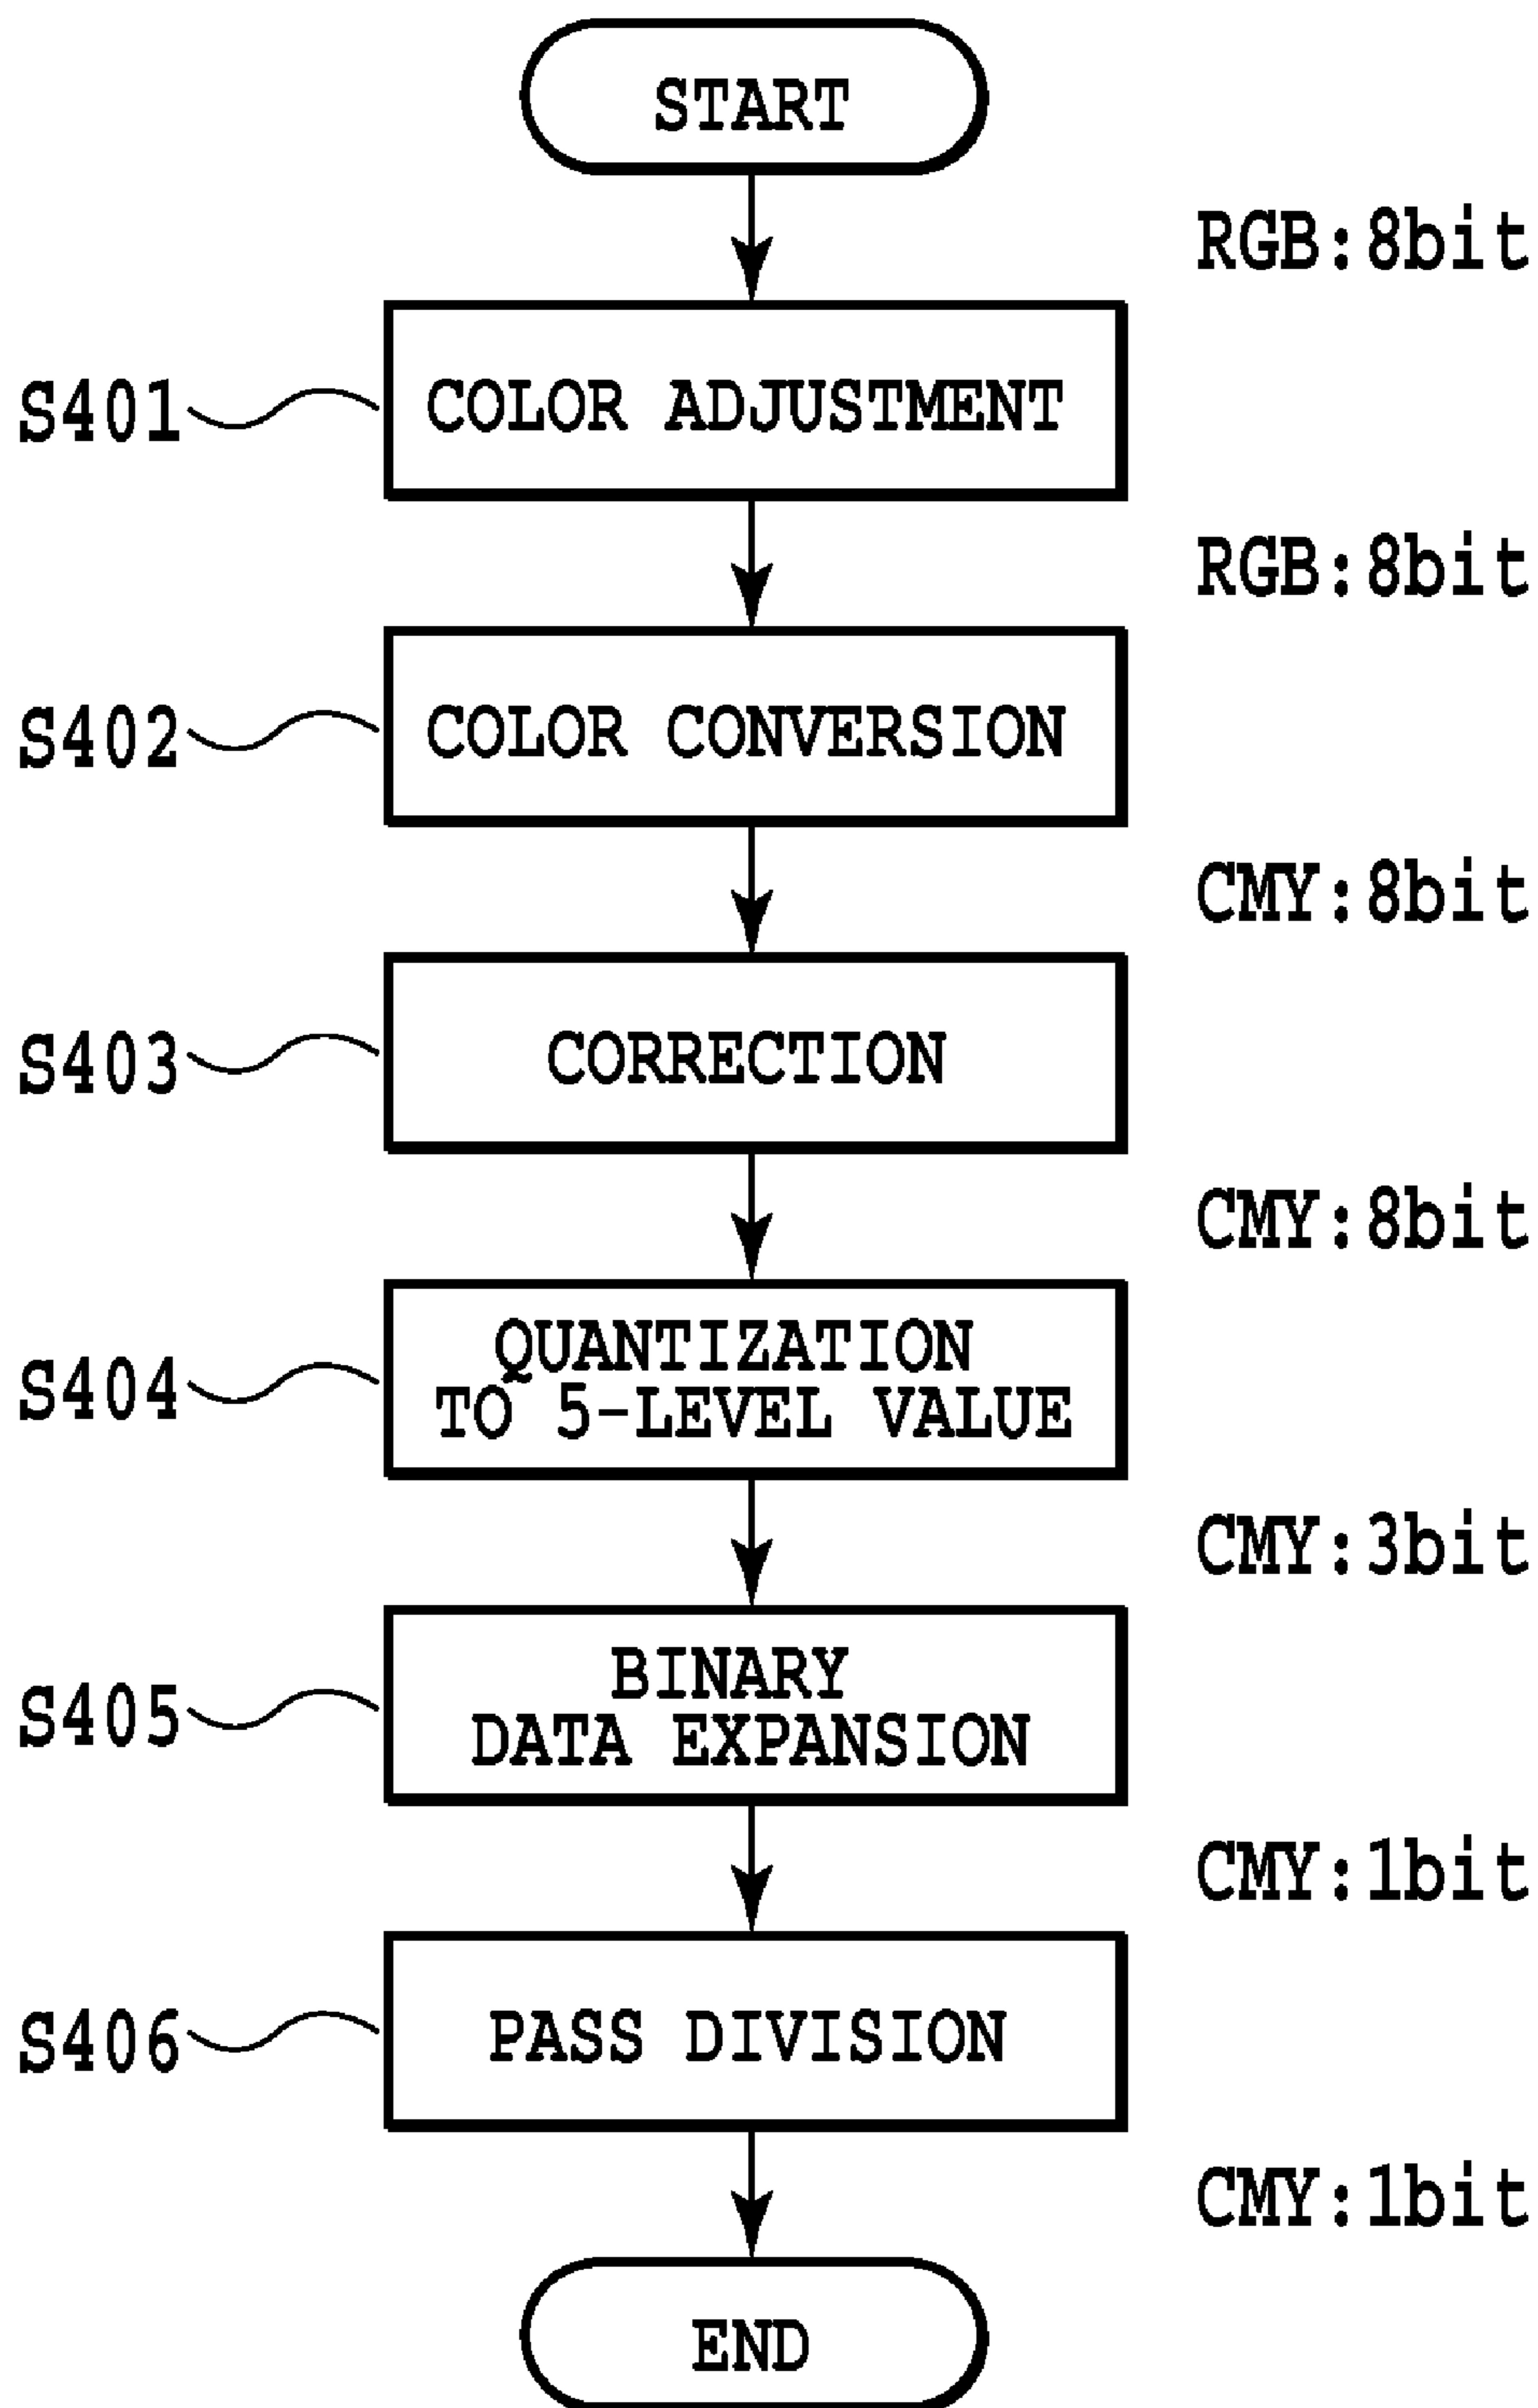 START
RGB:8bit
S401
COLOR ADJUSTMENT
RGB:8bit
S402
COLOR CONVERSION
CMY:8bit
S403
CORRECTION
CMY:8bit
S404
QUANTIZATION
TO 5-LEVEL VALUE
CMY:3bit
S405
BINARY
DATA EXPANSION
CMY:1bit
S406
PASS DIVISION
CMY:1bit
END